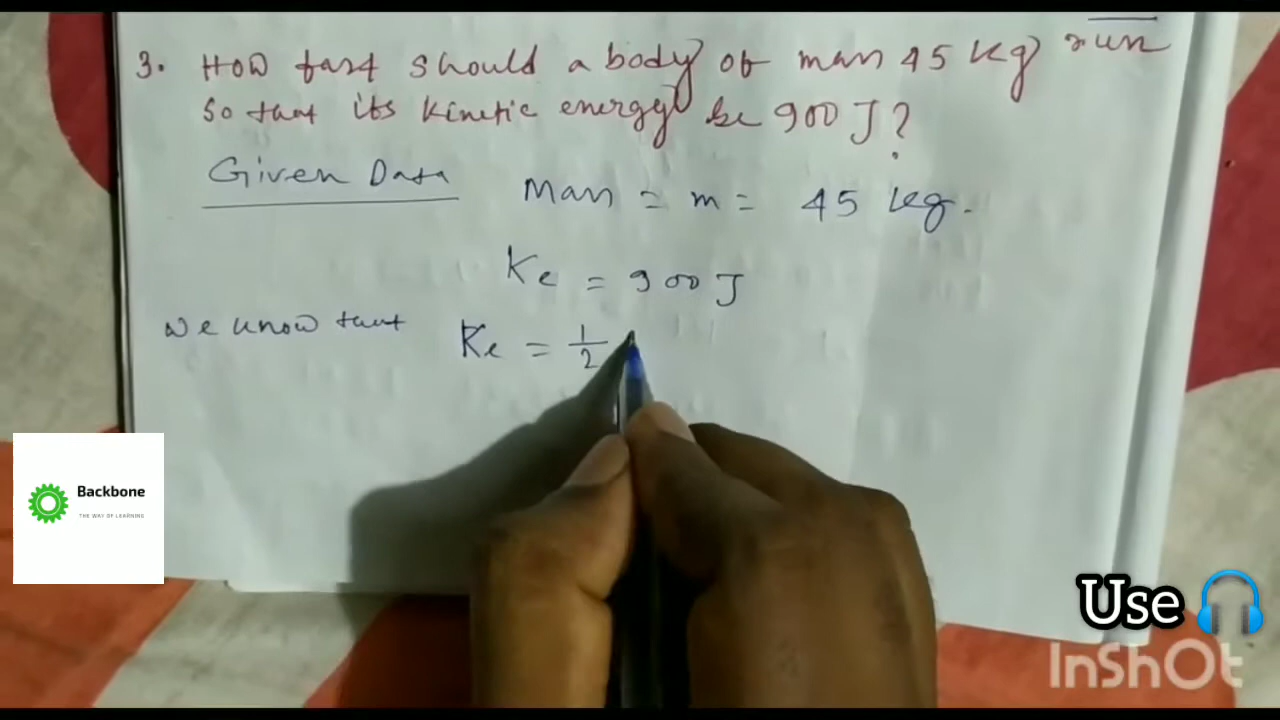 3. How fast should a body of mass 45 kg run
so that its kinetic energy be 900 J?
Given Data
Mass = m = 45 kg.
Ke = 900 J
we know that Ke = 1/2
Backbone
THE WAY OF LEARNING
Use
InShOt